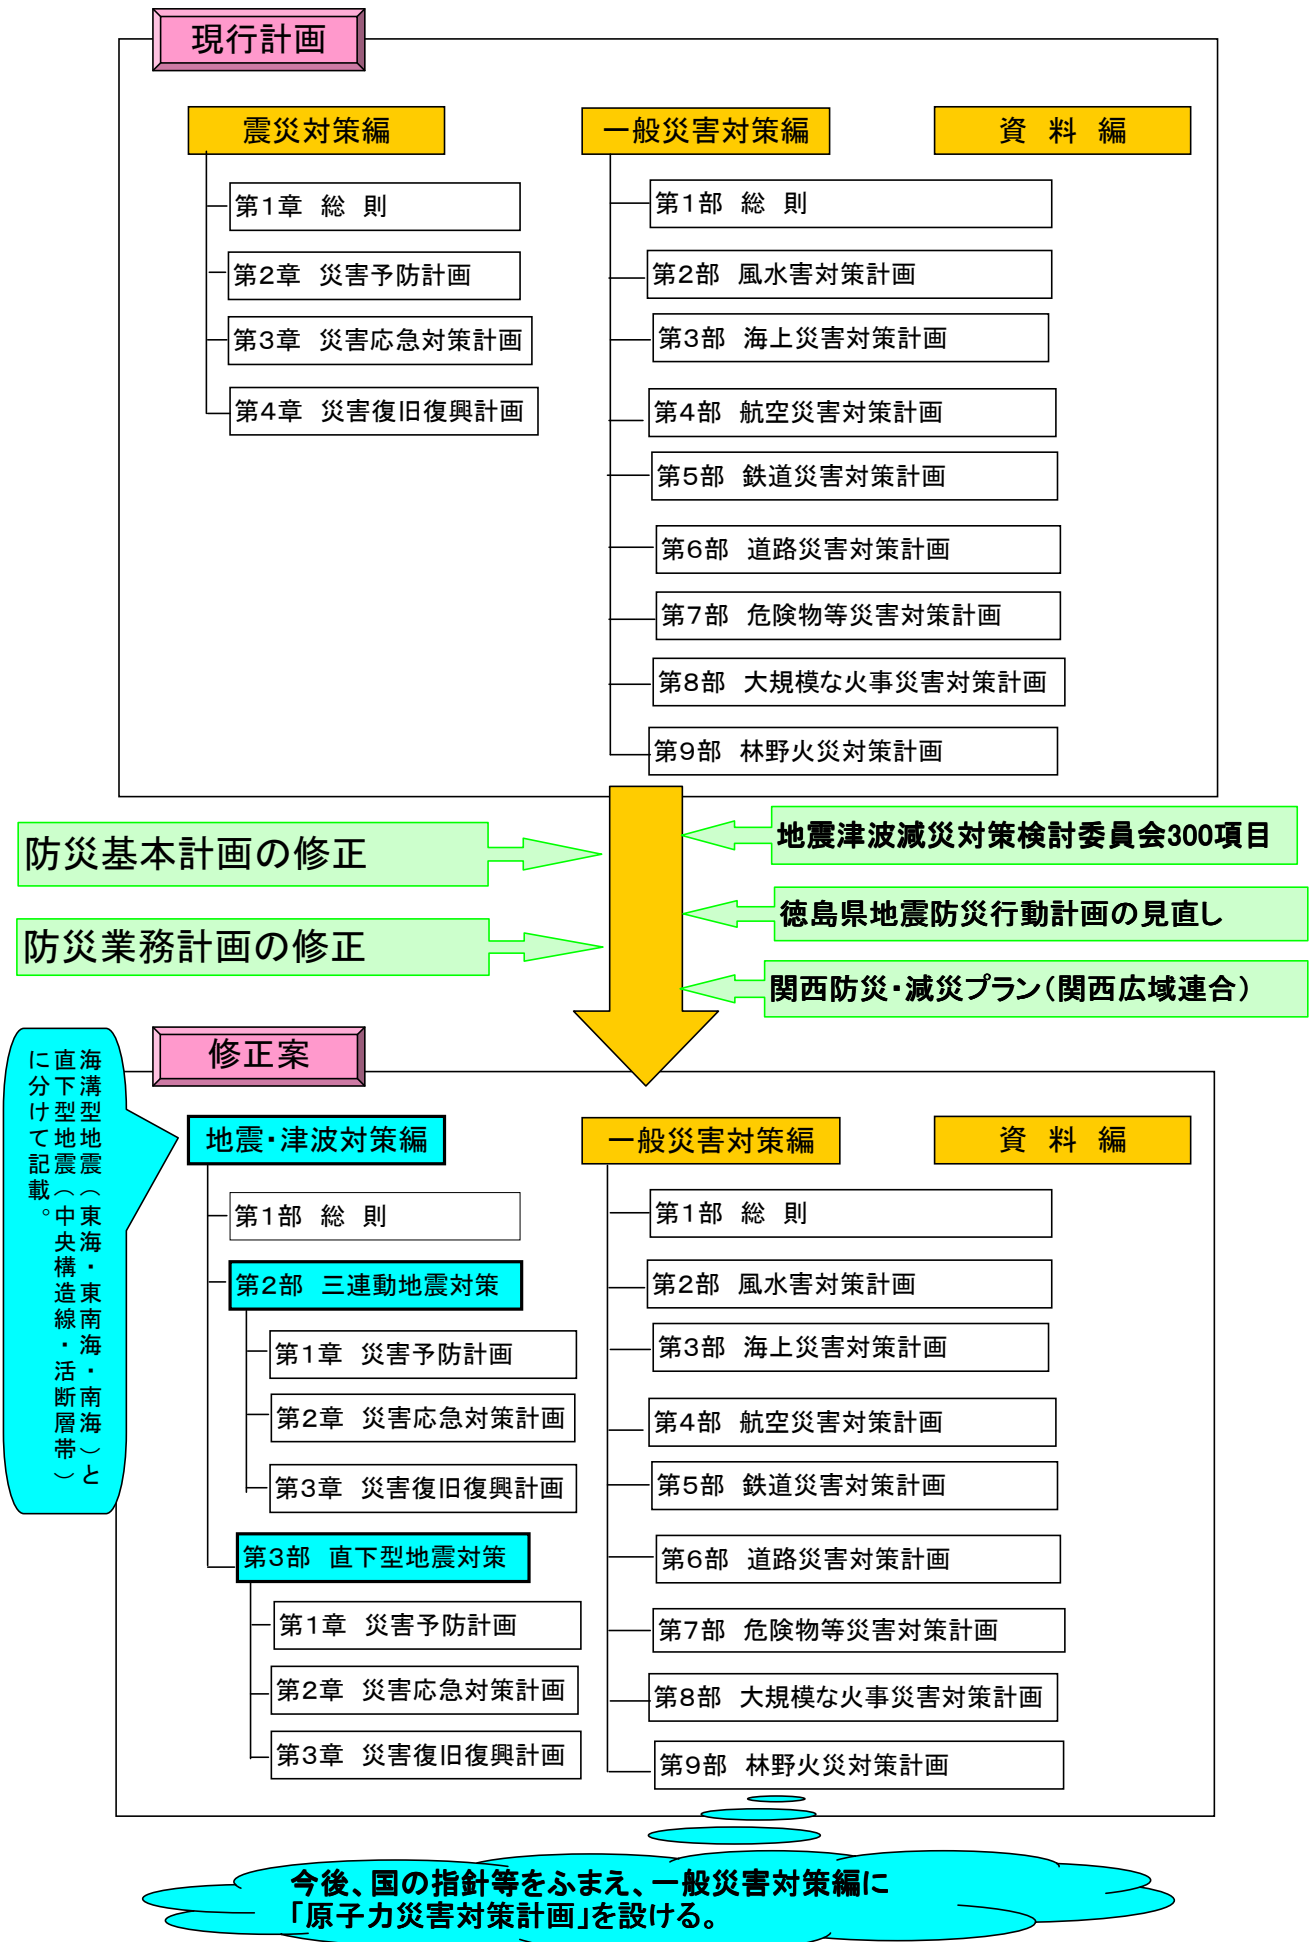 現行計画
震災対策編
第1章 総 則
第2章 災害予防計画
第3章 災害応急対策計画
第4章 災害復旧復興計画
一般災害対策編
第1部 総 則
第2部 風水害対策計画
第3部 海上災害対策計画
第4部 航空災害対策計画
第5部 鉄道災害対策計画
第6部 道路災害対策計画
第7部 危険物等災害対策計画
第8部 大規模な火事災害対策計画
第9部 林野火災対策計画
資 料 編
防災基本計画の修正
防災業務計画の修正
地震津波減災対策検討委員会300項目
徳島県地震防災行動計画の見直し
関西防災・減災プラン(関西広域連合)
修正案
海溝型地震(東海・東南海・南海)と
直下型地震(中央構造線・活断層帯)
に分けて記載。
地震・津波対策編
第1部 総 則
第2部 三連動地震対策
第1章 災害予防計画
第2章 災害応急対策計画
第3章 災害復旧復興計画
第3部 直下型地震対策
第1章 災害予防計画
第2章 災害応急対策計画
第3章 災害復旧復興計画
一般災害対策編
第1部 総 則
第2部 風水害対策計画
第3部 海上災害対策計画
第4部 航空災害対策計画
第5部 鉄道災害対策計画
第6部 道路災害対策計画
第7部 危険物等災害対策計画
第8部 大規模な火事災害対策計画
第9部 林野火災対策計画
資 料 編
今後、国の指針等をふまえ、一般災害対策編に
「原子力災害対策計画」を設ける。